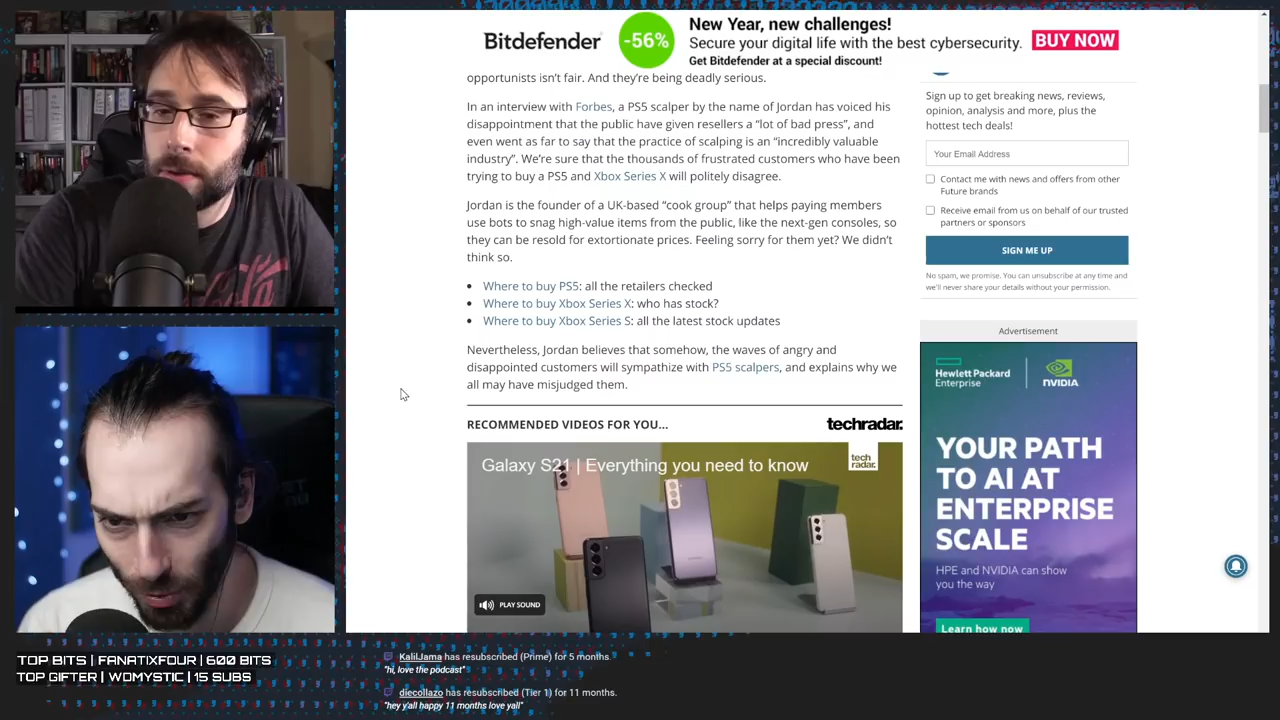 Bitdefender
-56%
New Year, new challenges!
Secure your digital life with the best cybersecurity.
Get Bitdefender at a special discount!
BUY NOW
opportunists isn't fair. And they're being deadly serious.
In an interview with Forbes, a PS5 scalper by the name of Jordan has voiced his
disappointment that the public have given resellers a "lot of bad press", and
even went as far to say that the practice of scalping is an "incredibly valuable
industry". We're sure that the thousands of frustrated customers who have been
trying to buy a PS5 and Xbox Series X will politely disagree.
Jordan is the founder of a UK-based "cook group" that helps paying members
use bots to snag high-value items from the public, like the next-gen consoles, so
they can be resold for extortionate prices. Feeling sorry for them yet? We didn't
think so.
• Where to buy PS5: all the retailers checked
• Where to buy Xbox Series X: who has stock?
• Where to buy Xbox Series S: all the latest stock updates
Nevertheless, Jordan believes that somehow, the waves of angry and
disappointed customers will sympathize with PS5 scalpers, and explains why we
all may have misjudged them.
RECOMMENDED VIDEOS FOR YOU...
techradar.
Galaxy S21 | Everything you need to know
tech
radar.
PLAY SOUND
Sign up to get breaking news, reviews,
opinion, analysis and more, plus the
hottest tech deals!
Your Email Address
Contact me with news and offers from other
Future brands
Receive email from us on behalf of our trusted
partners or sponsors
SIGN ME UP
No spam, we promise. You can unsubscribe at any time and
we'll never share your details without your permission.
Advertisement
Hewlett Packard
Enterprise
NVIDIA
YOUR PATH
TO AI AT
ENTERPRISE
SCALE
HPE and NVIDIA can show
you the way
Learn how now
TOP BITS | FANATIXFOUR | 600 BITS
TOP GIFTER | WDMYSTIC | 15 SUBS
KalilJama has resubscribed (Prime) for 5 months.
"hi, love the podcast"
diecollazo has resubscribed (Tier 1) for 11 months.
"hey y'all happy 11 months love yall"